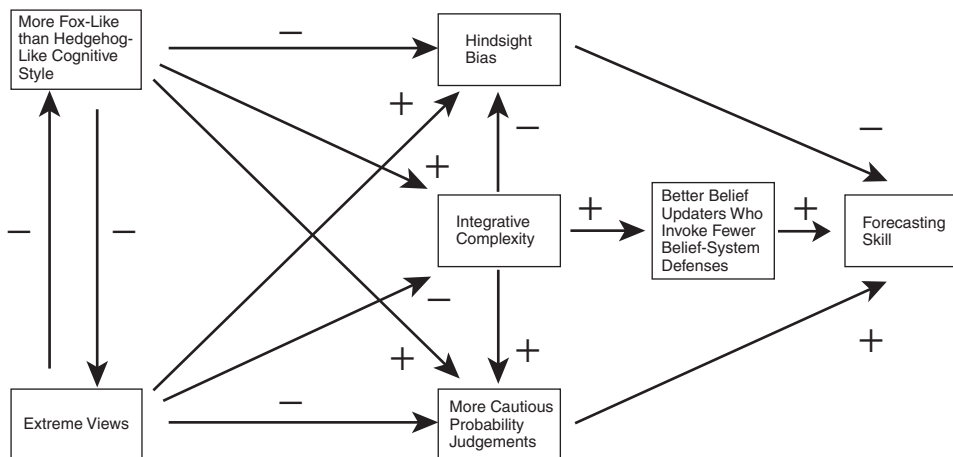 More Fox-Like
than Hedgehog-
Like Cognitive
Style
−
Hindsight
Bias
+
−
−
+
Integrative
Complexity
+
Better Belief
Updaters Who
Invoke Fewer
Belief-System
Defenses
+
Forecasting
Skill
−
−
−
+
+
+
Extreme Views
−
More Cautious
Probability
Judgements